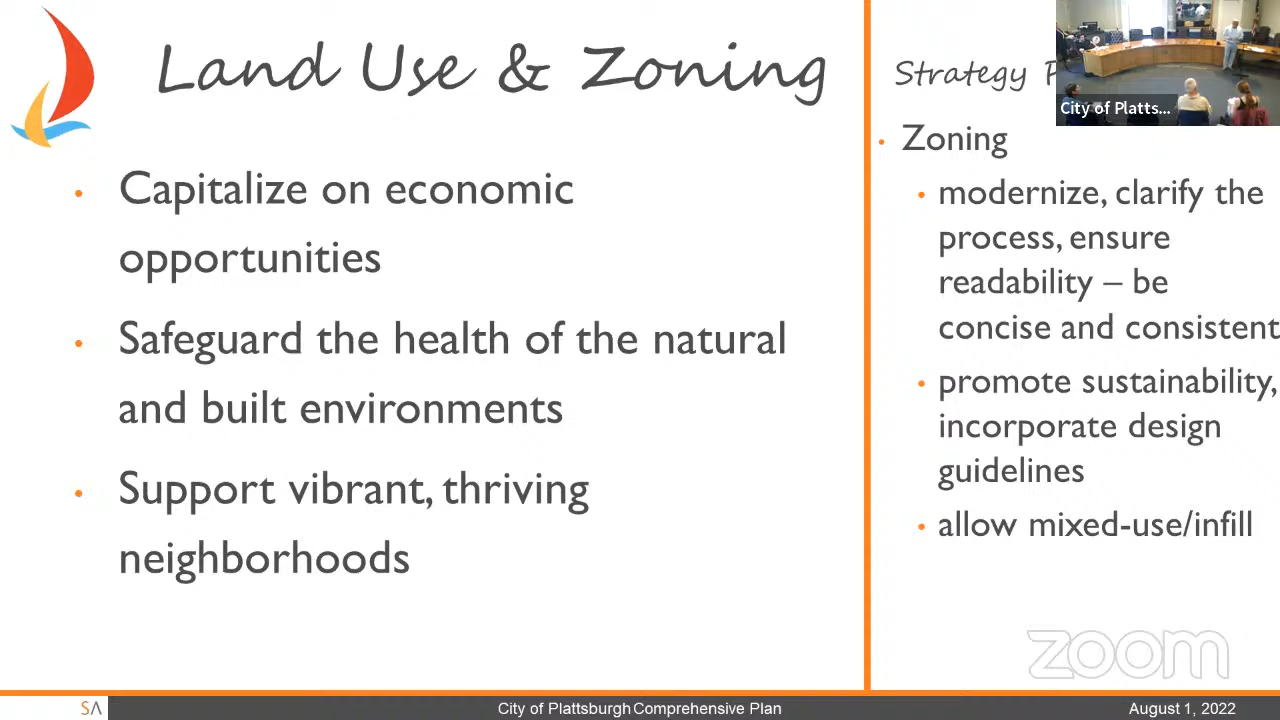 Land Use & Zoning
Capitalize on economic
opportunities
Safeguard the health of the natural
and built environments
Support vibrant, thriving
neighborhoods
Strategy
City of Platts...
Zoning
modernize, clarify the
process, ensure
readability – be
concise and consistent
promote sustainability,
incorporate design
guidelines
allow mixed-use/infill
zoom
SA
City of Plattsburgh Comprehensive Plan
August 1, 2022